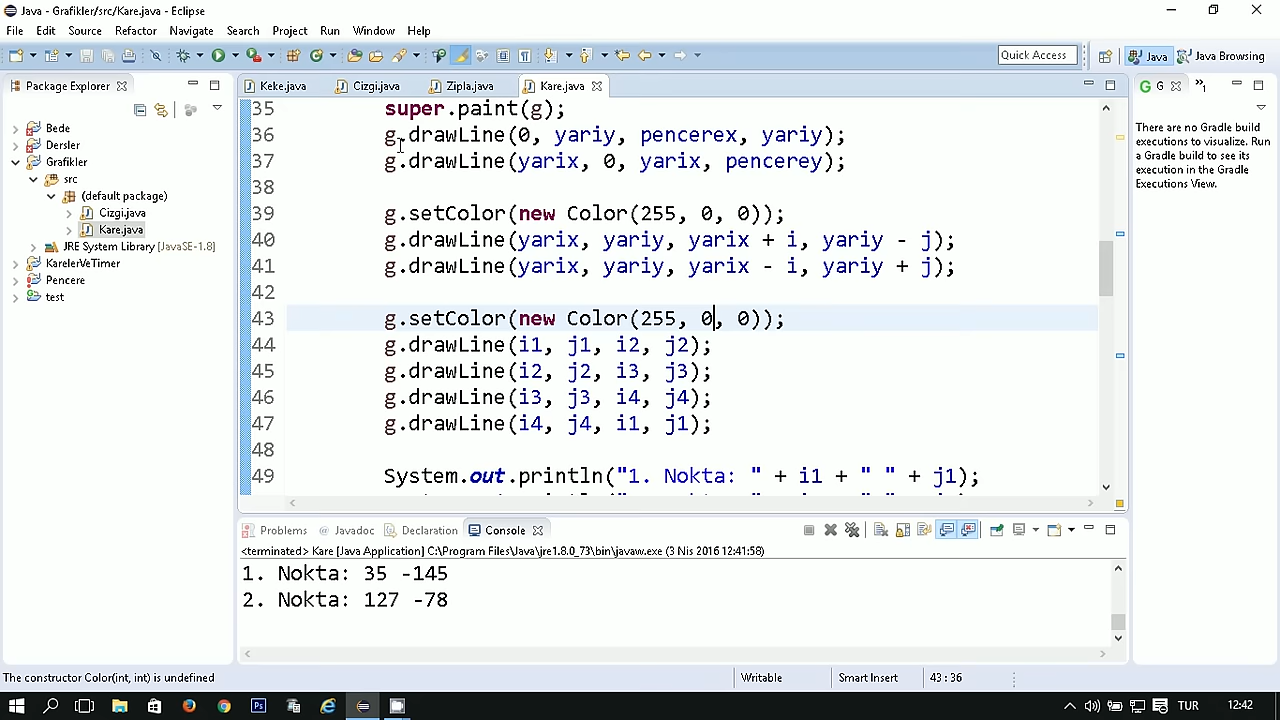 Java - Grafikler/src/Kare.java - Eclipse
File Edit Source Refactor Navigate Search Project Run Window Help
Quick Access
Java
Java Browsing
Package Explorer
Bede
Dersler
Grafikler
src
(default package)
Cizgi.java
Kare.java
JRE System Library [JavaSE-1.8]
KarelerVeTimer
Pencere
test
Keke.java Cizgi.java Zipla.java Kare.java
35 super.paint(g);
36 g.drawLine(0, yariy, pencerex, yariy);
37 g.drawLine(yarix, 0, yarix, pencerey);
38
39 g.setColor(new Color(255, 0, 0));
40 g.drawLine(yarix, yariy, yarix + i, yariy - j);
41 g.drawLine(yarix, yariy, yarix - i, yariy + j);
42
43 g.setColor(new Color(255, 0, 0));
44 g.drawLine(i1, j1, i2, j2);
45 g.drawLine(i2, j2, i3, j3);
46 g.drawLine(i3, j3, i4, j4);
47 g.drawLine(i4, j4, i1, j1);
48
49 System.out.println("1. Nokta: " + i1 + " " + j1);
G G
There are no Gradle build
executions to visualize. Run a
Gradle build to see its
execution in the Gradle
Executions View.
Problems Javadoc Declaration Console
<terminated> Kare [Java Application] C:\Program Files\Java\jre1.8.0_73\bin\javaw.exe (3 Nis 2016 12:41:58)
1. Nokta: 35 -145
2. Nokta: 127 -78
The constructor Color(int, int) is undefined
Writable
Smart Insert
43 : 36
TUR
12:42